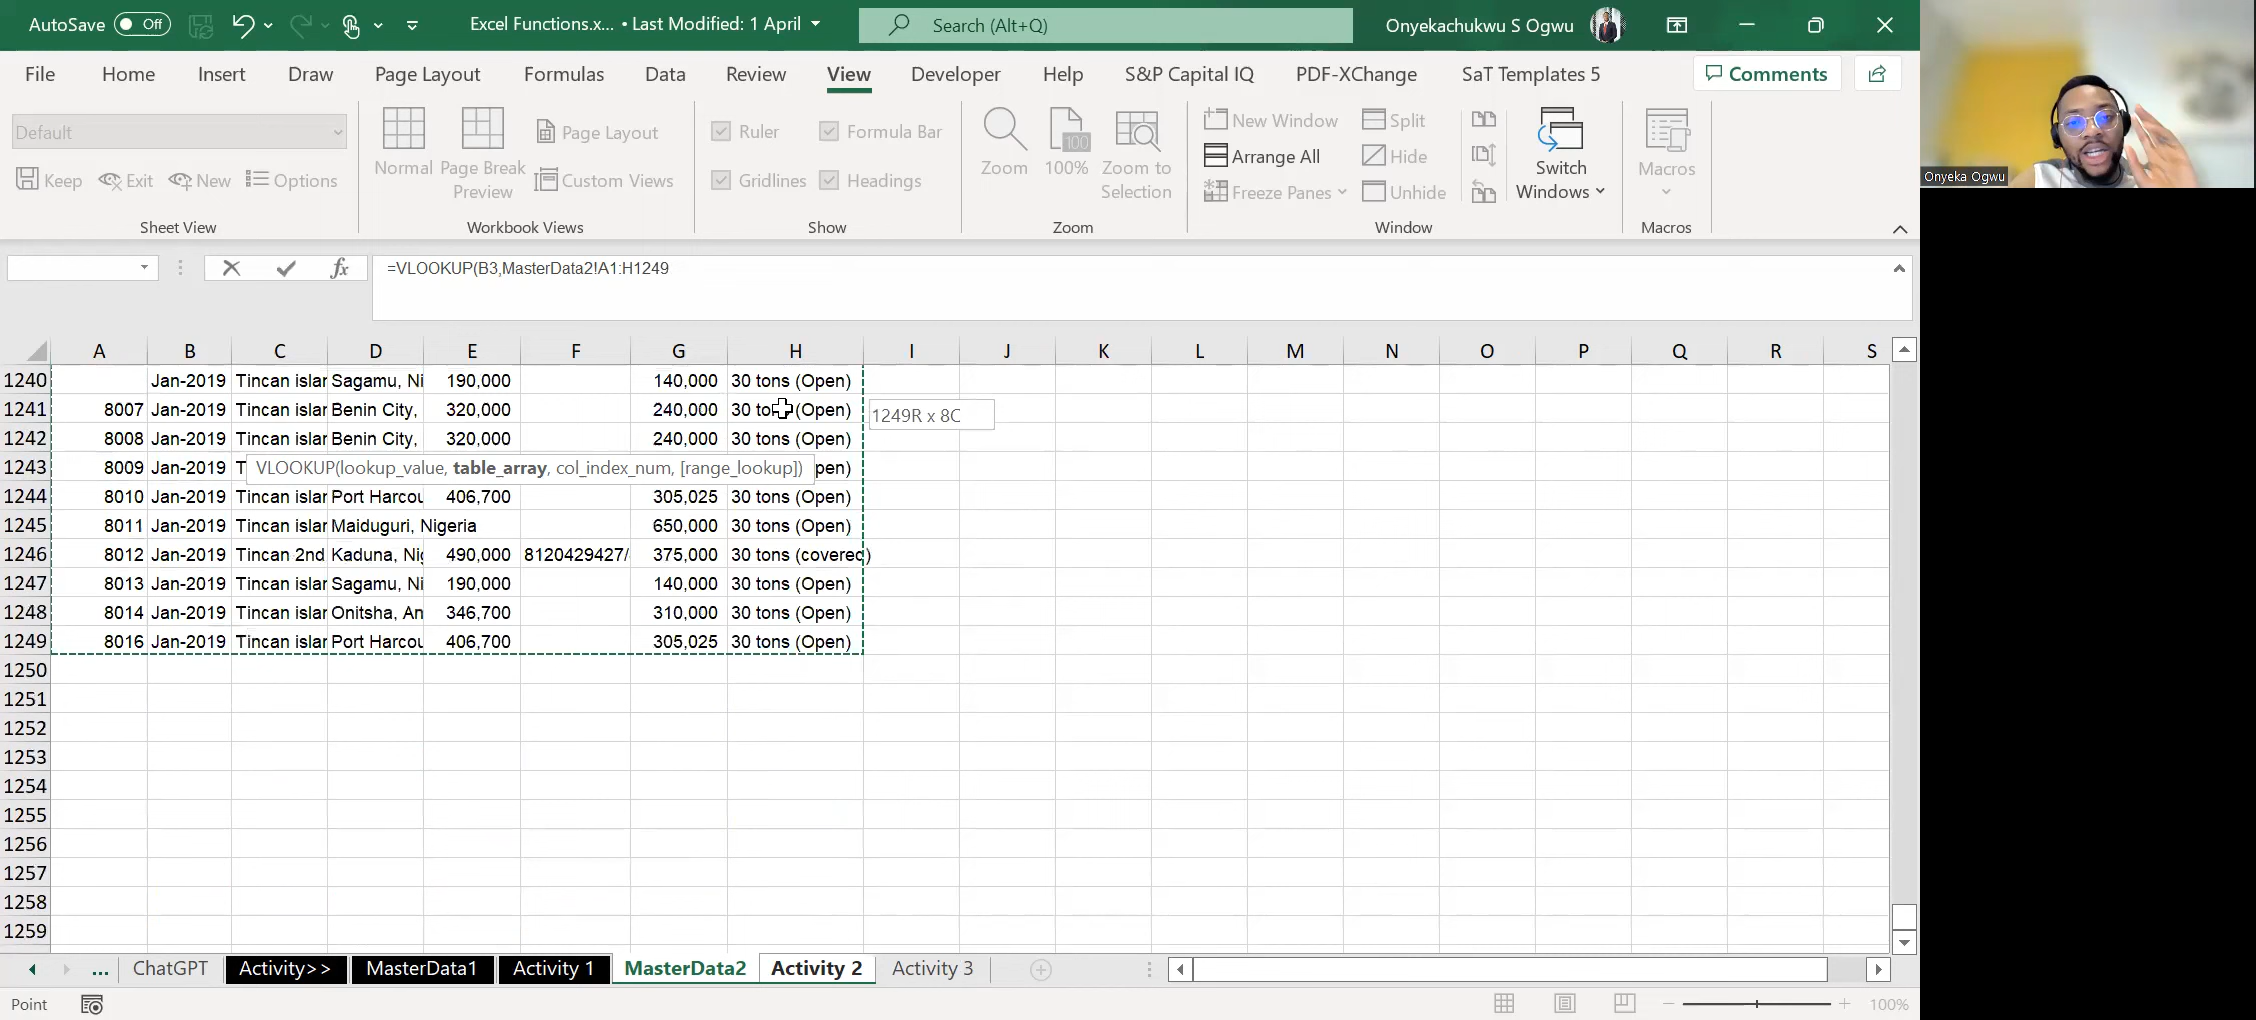 AutoSave Off Excel Functions.x... • Last Modified: 1 April Search (Alt+Q) Onyekachukwu S Ogwu
File Home Insert Draw Page Layout Formulas Data Review View Developer Help S&P Capital IQ PDF-XChange SaT Templates 5 Comments
Default
Keep Exit New Options
Sheet View
Normal Page Break Preview
Page Layout
Custom Views
Workbook Views
Ruler Formula Bar
Gridlines Headings
Show
Zoom 100% Zoom to Selection
Zoom
New Window Split
Arrange All Hide
Freeze Panes Unhide
Switch Windows
Window
Macros
Macros
Onyeka Ogwu
fx =VLOOKUP(B3,MasterData2!A1:H1249
A B C D E F G H I J K L M N O P Q R S
1240 Jan-2019 Tincan islar Sagamu, Ni 190,000 140,000 30 tons (Open)
1241 8007 Jan-2019 Tincan islar Benin City, 320,000 240,000 30 tons (Open) 1249R x 8C
1242 8008 Jan-2019 Tincan islar Benin City, 320,000 240,000 30 tons (Open)
1243 8009 T VLOOKUP(lookup_value, table_array, col_index_num, [range_lookup]) pen)
1244 8010 Jan-2019 Tincan islar Port Harcou 406,700 305,025 30 tons (Open)
1245 8011 Jan-2019 Tincan islar Maiduguri, Nigeria 650,000 30 tons (Open)
1246 8012 Jan-2019 Tincan 2nd Kaduna, Nig 490,000 8120429427/ 375,000 30 tons (covered)
1247 8013 Jan-2019 Tincan islar Sagamu, Ni 190,000 140,000 30 tons (Open)
1248 8014 Jan-2019 Tincan islar Onitsha, An 346,700 310,000 30 tons (Open)
1249 8016 Jan-2019 Tincan islar Port Harcou 406,700 305,025 30 tons (Open)
1250
1251
1252
1253
1254
1255
1256
1257
1258
1259
... ChatGPT Activity>> MasterData1 Activity 1 MasterData2 Activity 2 Activity 3
Point 100%